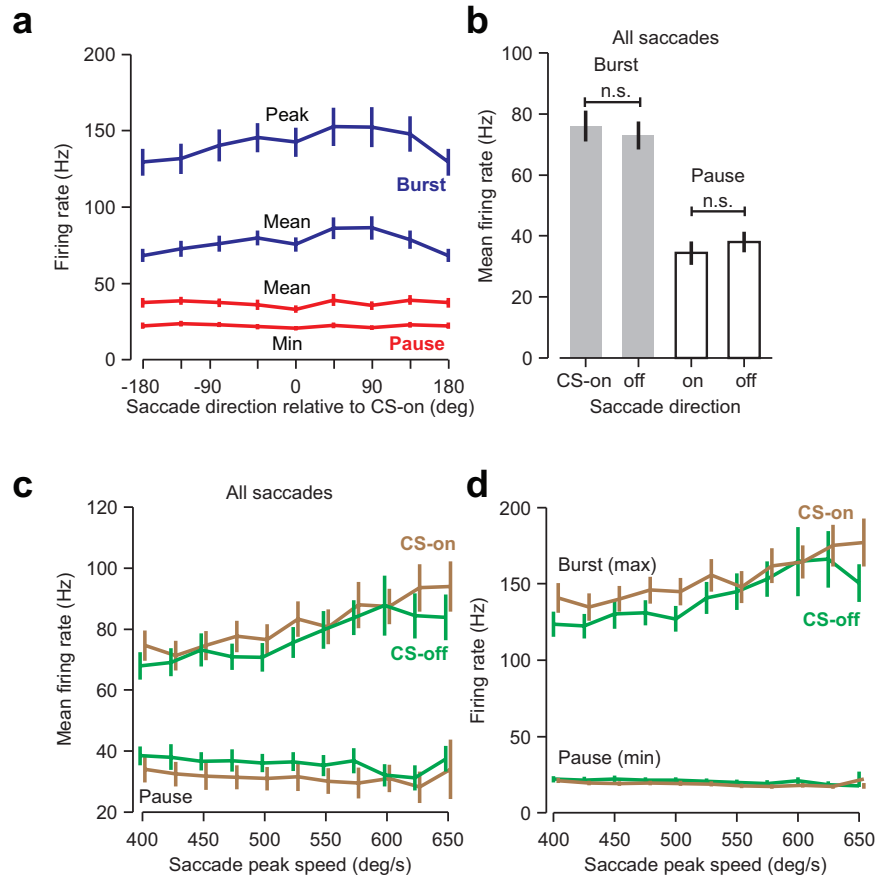 a
200
150
100
50
0
Firing rate (Hz)
Peak
Burst
Mean
Mean
Min
Pause
-180
-90
0
90
180
Saccade direction relative to CS-on (deg)
b
All saccades
100
80
60
40
20
0
Mean firing rate (Hz)
Burst
n.s.
Pause
n.s.
CS-on
off
on
off
Saccade direction
c
All saccades
120
100
80
60
40
20
Mean firing rate (Hz)
CS-on
CS-off
Pause
400
450
500
550
600
650
Saccade peak speed (deg/s)
d
200
150
100
50
0
Firing rate (Hz)
CS-on
Burst (max)
CS-off
Pause (min)
400
450
500
550
600
650
Saccade peak speed (deg/s)